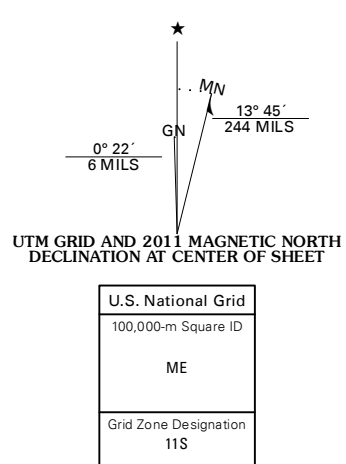 ★
MN
GN
13° 45´
244 MILS
0° 22´
6 MILS
UTM GRID AND 2011 MAGNETIC NORTH
DECLINATION AT CENTER OF SHEET
U.S. National Grid
100,000-m Square ID
ME
Grid Zone Designation
11S